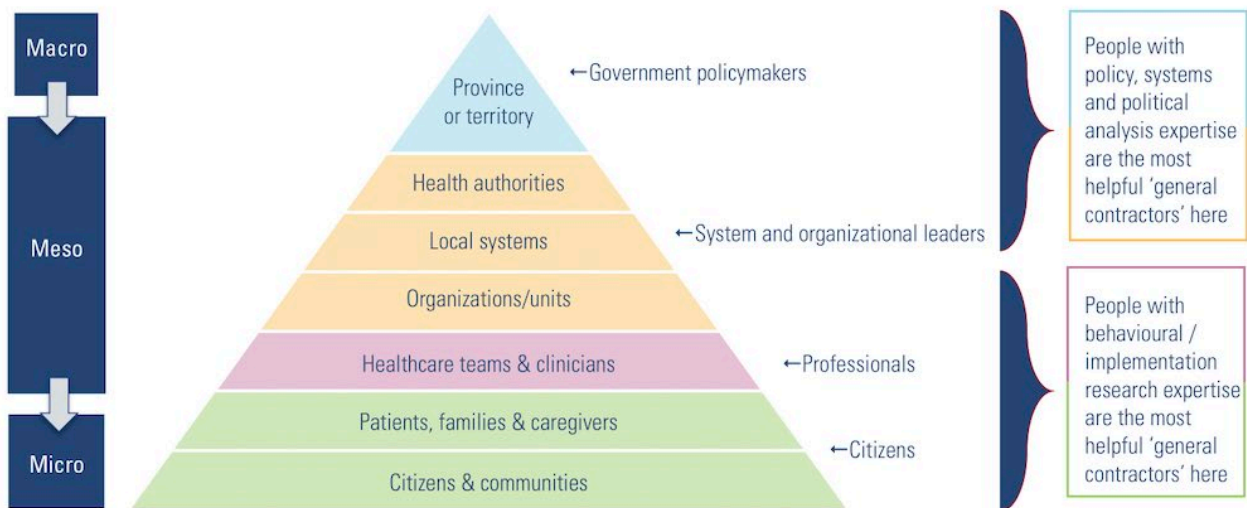 Macro
Meso
Micro
Province
or territory
Health authorities
Local systems
Organizations/units
Healthcare teams & clinicians
Patients, families & caregivers
Citizens & communities
←Government policymakers
←System and organizational leaders
←Professionals
←Citizens
People with
policy, systems
and political
analysis expertise
are the most
helpful ‘general
contractors’ here
People with
behavioural /
implementation
research expertise
are the most
helpful ‘general
contractors’ here